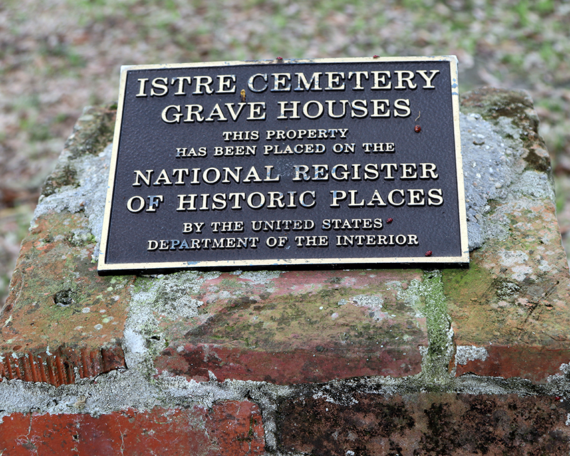 ISTRE CEMETERY
GRAVE HOUSES
THIS PROPERTY
HAS BEEN PLACED ON THE
NATIONAL REGISTER
OF HISTORIC PLACES
BY THE UNITED STATES
DEPARTMENT OF THE INTERIOR